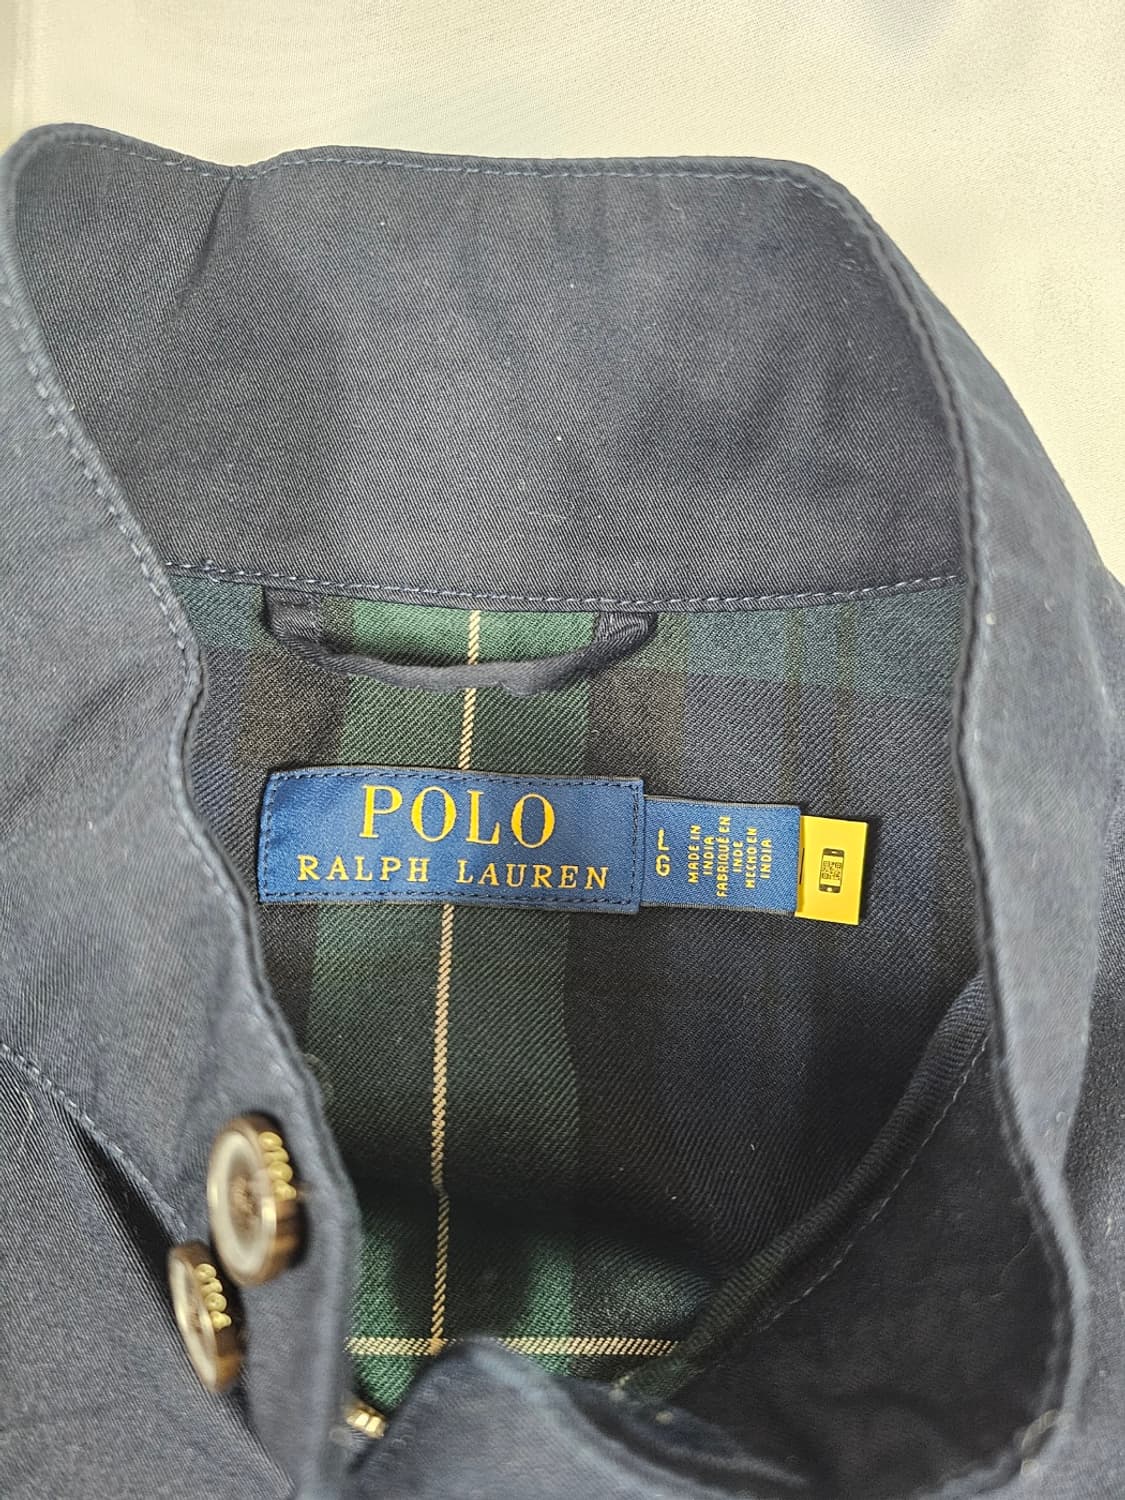 POLO
RALPH LAUREN
L
G
MADE IN
INDIA
FABRIQUÉ EN
INDE
HECHO EN
INDIA